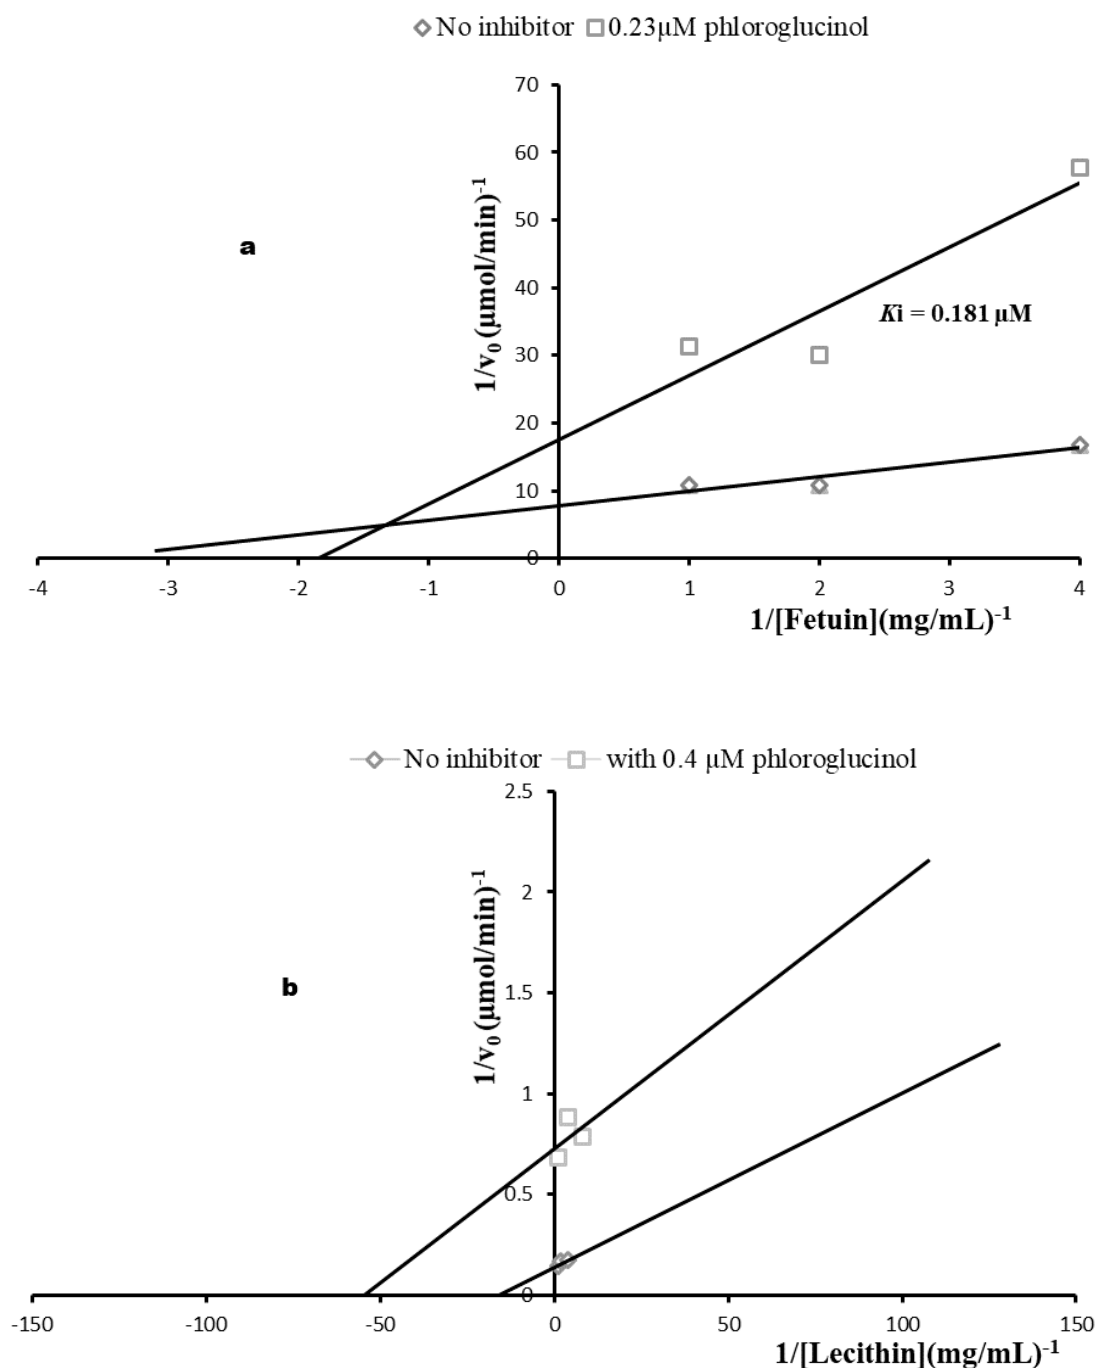 No inhibitor 0.23µM phloroglucinol
70
60
50
40
30
20
10
0
1/v0 (µmol/min)-1
a
Ki = 0.181 µM
-4 -3 -2 -1 0 1 2 3 4
1/[Fetuin](mg/mL)-1
No inhibitor with 0.4 µM phloroglucinol
2.5
2
1.5
1
0.5
0
1/v0 (µmol/min)-1
b
-150 -100 -50 0 50 100 150
1/[Lecithin](mg/mL)-1